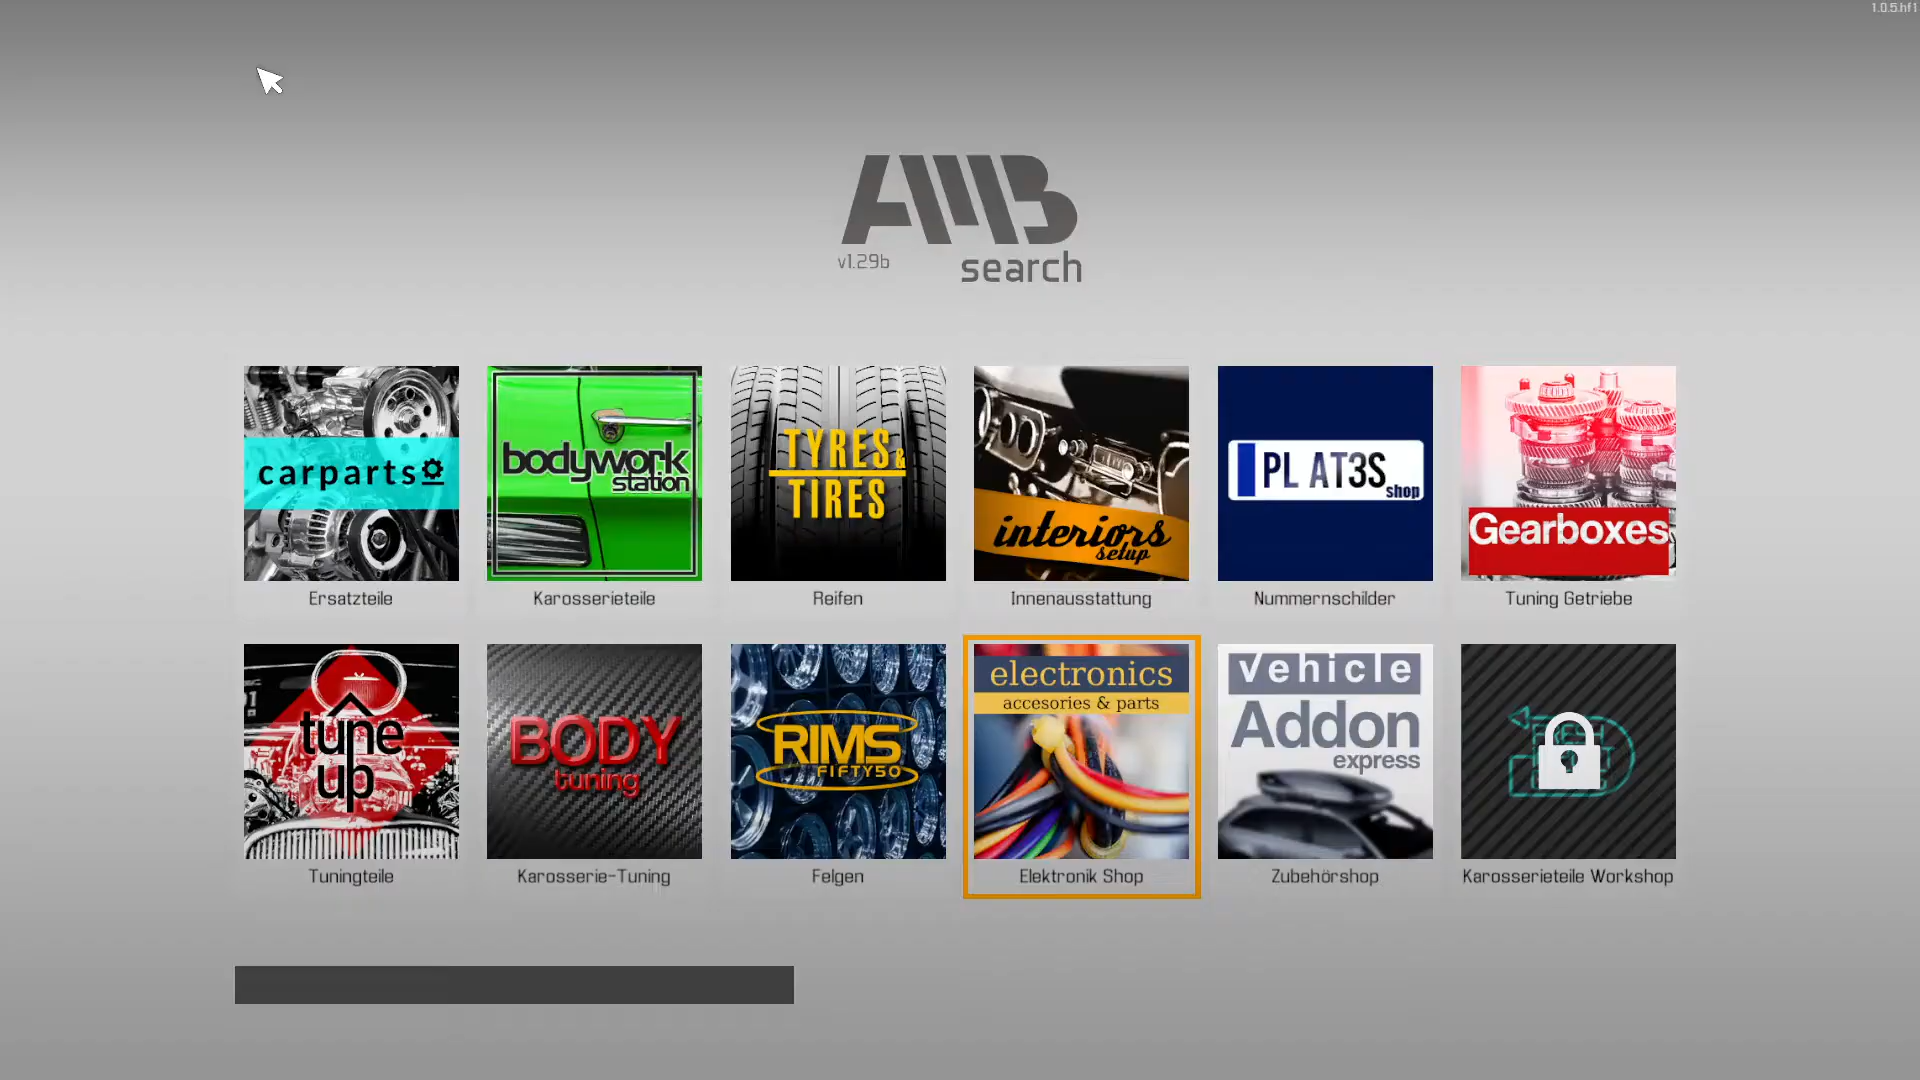 1.0.5.hf1
AMB
v1.29b
search
carparts
bodywork
station
TYRES &
TIRES
interiors
setup
PL AT3S
shop
Gearboxes
Ersatzteile
Karosserieteile
Reifen
Innenausstattung
Nummernschilder
Tuning Getriebe
tune
up
BODY
tuning
RIMS
FIFTY50
electronics
accesories & parts
vehicle
Addon
express
Tuningteile
Karosserie-Tuning
Felgen
Elektronik Shop
Zubehörshop
Karosserieteile Workshop